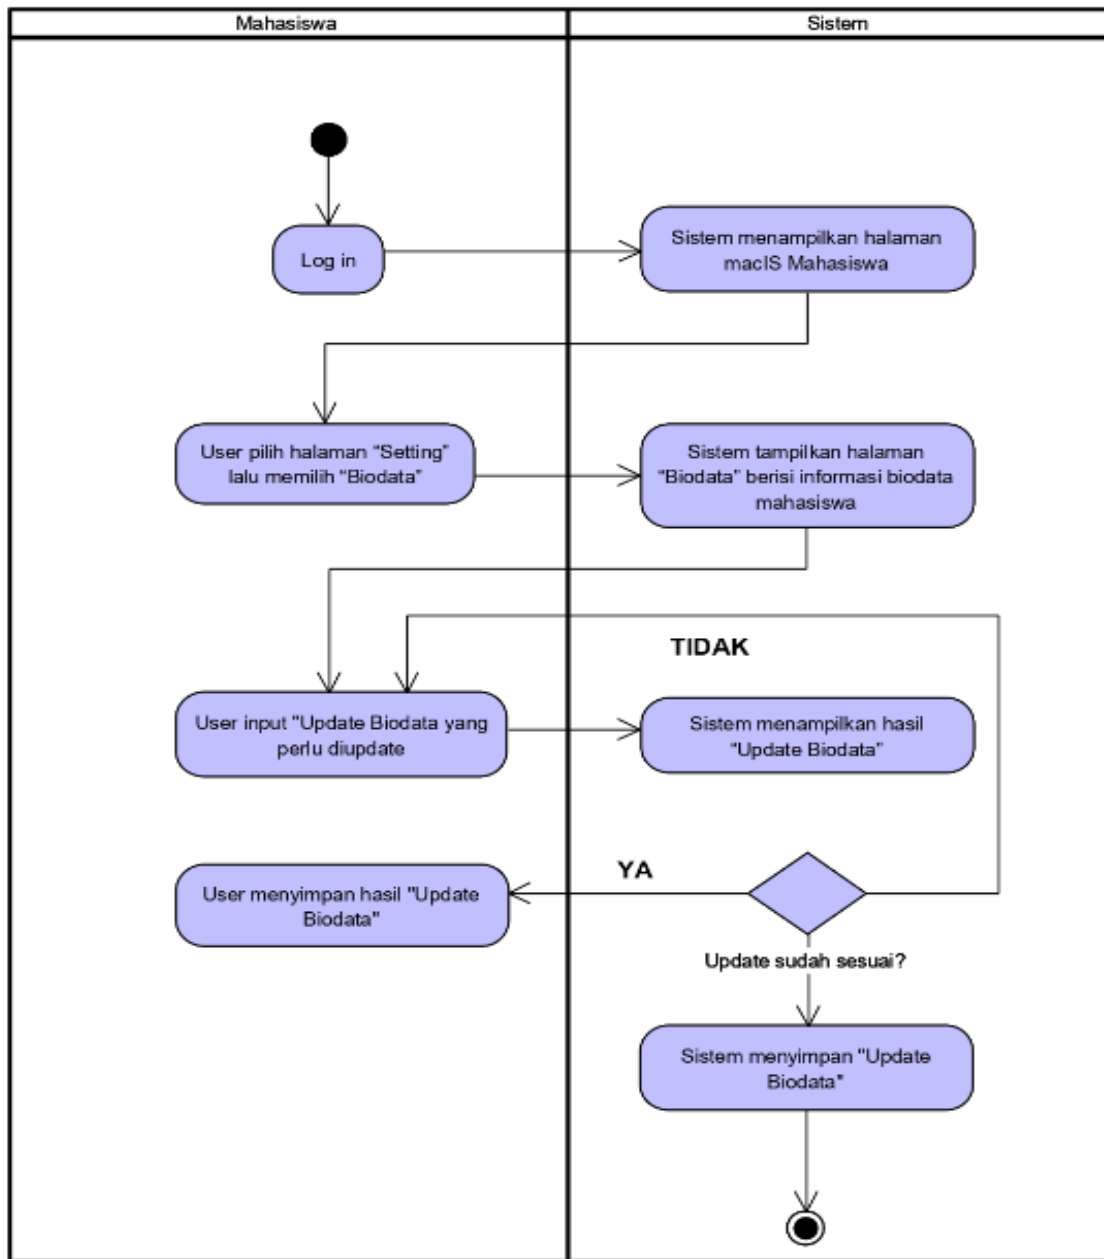 Mahasiswa
Sistem
Log in
Sistem menampilkan halaman
macIS Mahasiswa
User pilih halaman “Setting”
lalu memilih “Biodata”
Sistem tampilkan halaman
“Biodata” berisi informasi biodata
mahasiswa
TIDAK
User input "Update Biodata yang
perlu diupdate
Sistem menampilkan hasil
“Update Biodata”
YA
User menyimpan hasil "Update
Biodata"
Update sudah sesuai?
Sistem menyimpan "Update
Biodata"